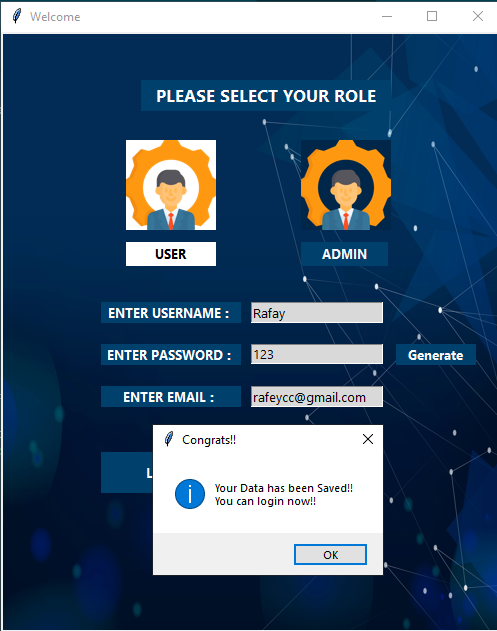 Welcome
PLEASE SELECT YOUR ROLE
USER
ADMIN
ENTER USERNAME :
Rafay
ENTER PASSWORD :
123
Generate
ENTER EMAIL :
rafeycc@gmail.com
Congrats!!
L
Your Data has been Saved!!
You can login now!!
OK